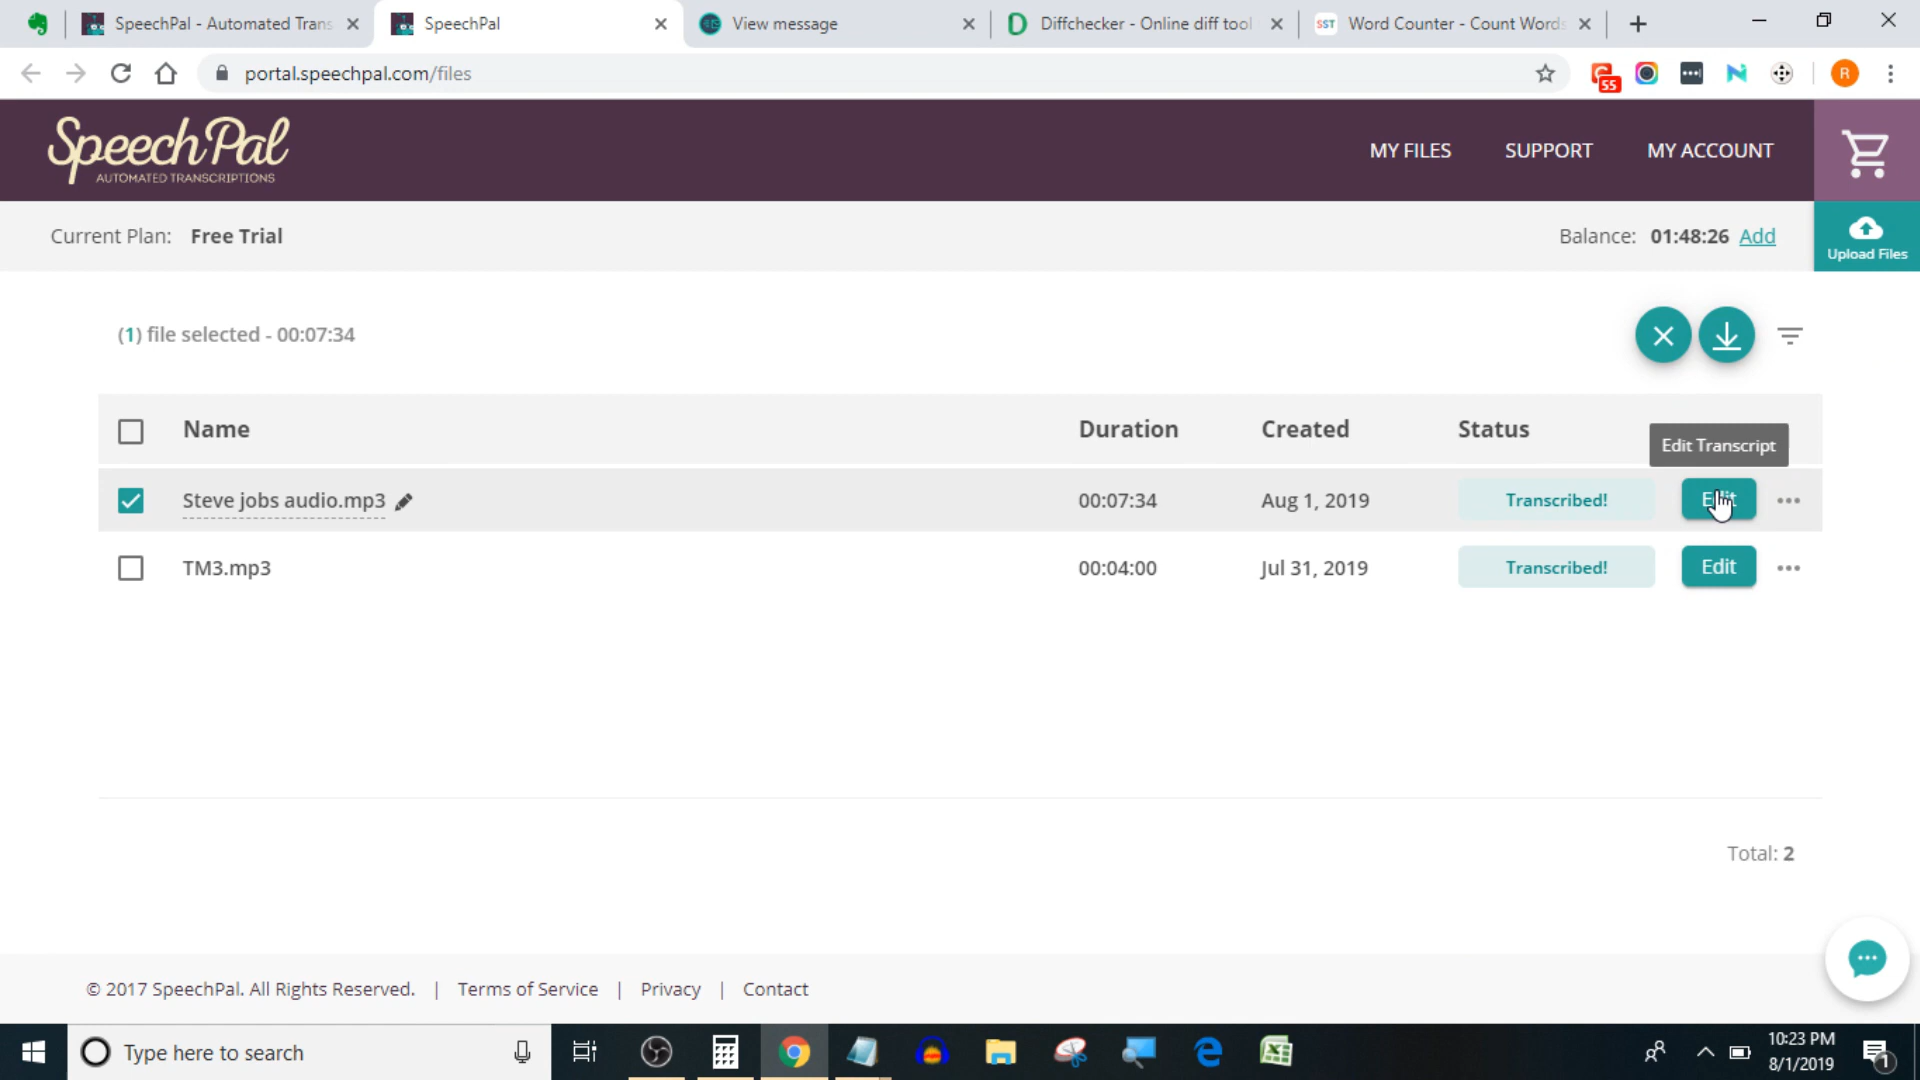 SpeechPal - Automated Trans
SpeechPal
View message
Diffchecker - Online diff tool
SST
Word Counter - Count Words
portal.speechpal.com/files
55
R
SpeechPal
AUTOMATED TRANSCRIPTIONS
MY FILES
SUPPORT
MY ACCOUNT
Current Plan: Free Trial
Balance: 01:48:26 Add
Upload Files
(1) file selected - 00:07:34
Name
Duration
Created
Status
Edit Transcript
Steve jobs audio.mp3
00:07:34
Aug 1, 2019
Transcribed!
TM3.mp3
00:04:00
Jul 31, 2019
Transcribed!
Edit
Total: 2
© 2017 SpeechPal. All Rights Reserved. | Terms of Service | Privacy | Contact
Type here to search
10:23 PM
8/1/2019
1